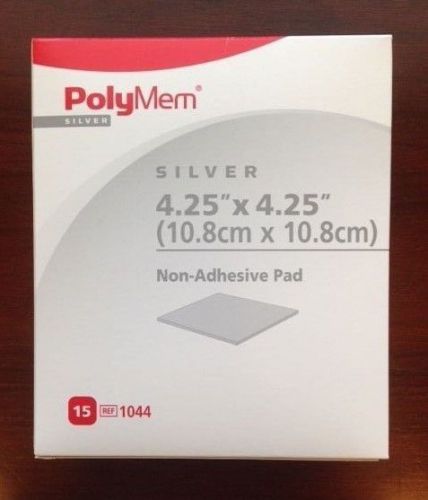 PolyMem®
SILVER
SILVER
4.25" x 4.25"
(10.8cm x 10.8cm)
Non-Adhesive Pad
15 REF 1044